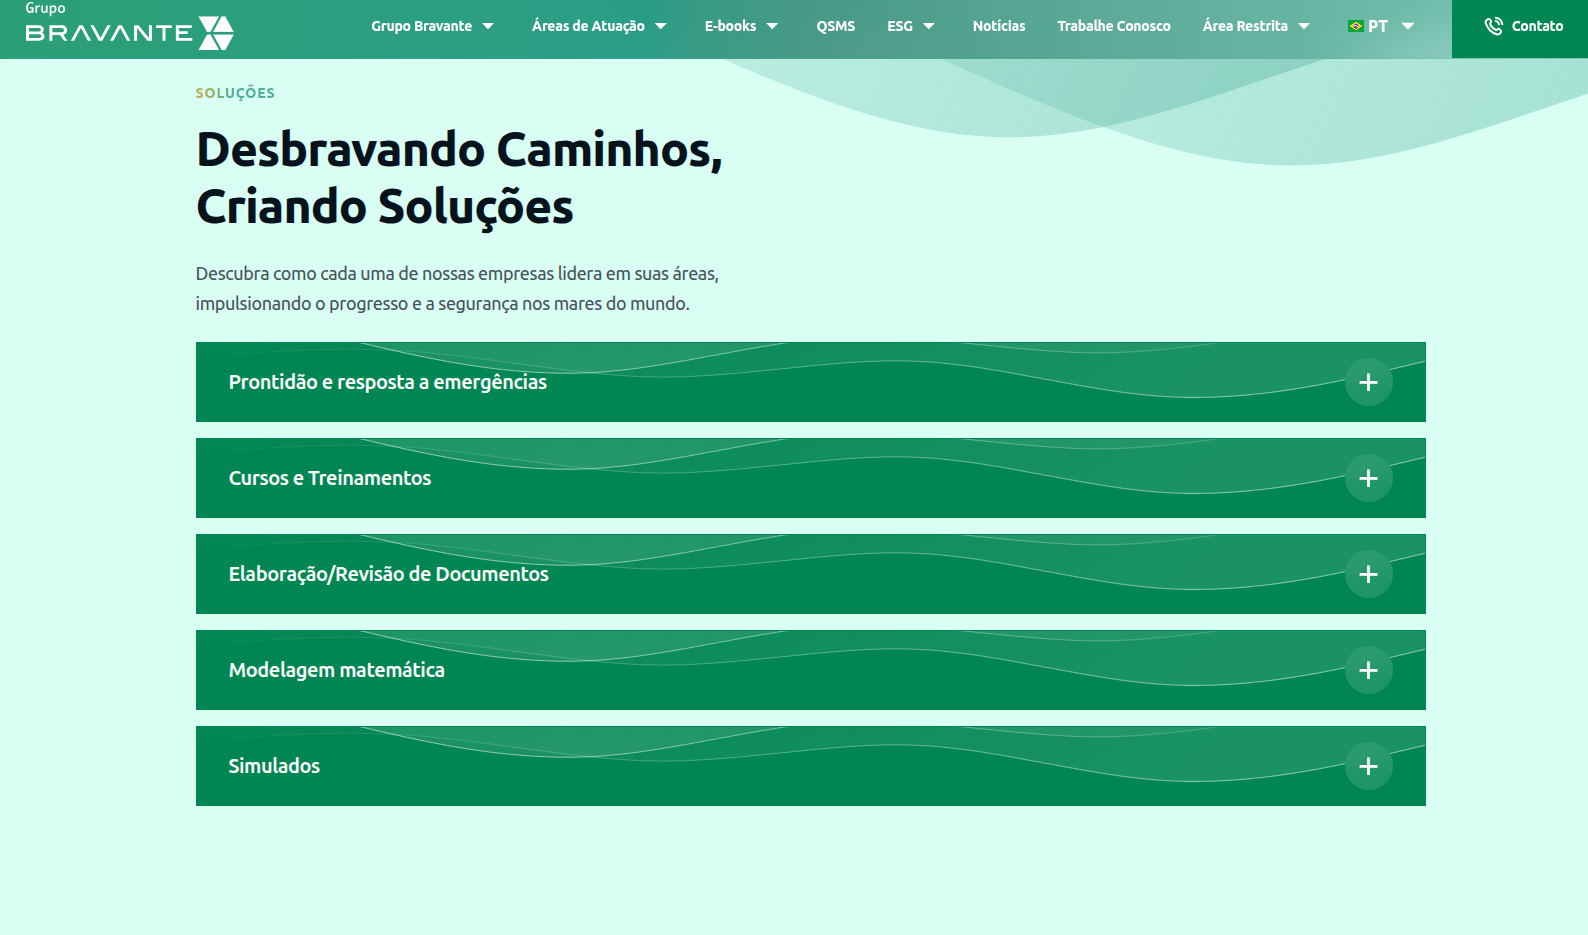 Grupo
BRAVANTE
Grupo Bravante
Áreas de Atuação
E-books
QSMS
ESG
Notícias
Trabalhe Conosco
Área Restrita
PT
Contato
SOLUÇÕES
Desbravando Caminhos,
Criando Soluções
Descubra como cada uma de nossas empresas lidera em suas áreas,
impulsionando o progresso e a segurança nos mares do mundo.
Prontidão e resposta a emergências
Cursos e Treinamentos
Elaboração/Revisão de Documentos
Modelagem matemática
Simulados